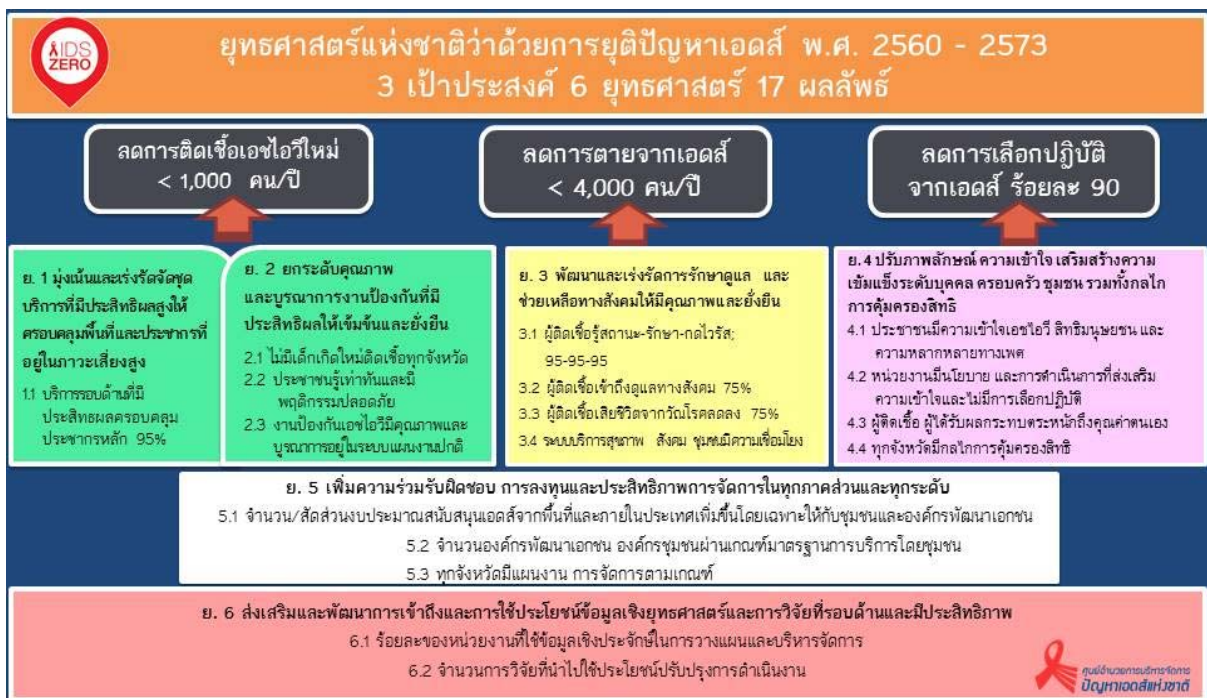 AIDS
ZERO
ยุทธศาสตร์แห่งชาติว่าด้วยการยุติปัญหาเอดส์ พ.ศ. 2560 - 2573
3 เป้าประสงค์ 6 ยุทธศาสตร์ 17 ผลลัพธ์
ลดการติดเชื้อเอชไอวีใหม่
< 1,000 คน/ปี
ลดการตายจากเอดส์
< 4,000 คน/ปี
ลดการเลือกปฏิบัติ
จากเอดส์ ร้อยละ 90
ย. 1 มุ่งเน้นและเร่งรัดจัดชุด
บริการที่มีประสิทธิผลสูงให้
ครอบคลุมพื้นที่และประชากรที่
อยู่ในภาวะเสี่ยงสูง
1.1 บริการรอบด้านที่มี
ประสิทธผลครอบคลุม
ประชากรหลัก 95%
ย. 2 ยกระดับคุณภาพ
และบูรณาการงานป้องกันที่มี
ประสิทธิผลให้เข้มข้นและยั่งยืน
2.1 ไม่มีเด็กเกิดใหม่ติดเชื้อทุกจังหวัด
2.2 ประชาชนรู้เท่าทันและมี
พฤติกรรมปลอดภัย
2.3 งานป้องกันเอชไอวีมีคุณภาพและ
บูรณาการอยู่ในระบบแผนงานปกติ
ย. 3 พัฒนาและเร่งรัดการรักษาดูแล และ
ช่วยเหลือทางสังคมให้มีคุณภาพและยั่งยืน
3.1 ผู้ติดเชื้อรู้สถานะ-รักษา-กดไวรัส;
95-95-95
3.2 ผู้ติดเชื้อเข้าถึงดูแลทางสังคม 75%
3.3 ผู้ติดเชื้อเสียชีวิตจากวัณโรคลดลง 75%
3.4 ระบบบริการสุขภาพ สังคม ชุมชนมีความเชื่อมโยง
ย. 4 ปรับภาพลักษณ์ ความเข้าใจ เสริมสร้างความ
เข้มแข็งระดับบุคคล ครอบครัว ชุมชน รวมทั้งกลไก
การคุ้มครองสิทธิ
4.1 ประชาชนมีความเข้าใจเอชไอวี สิทธิมนุษยชน และ
ความหลากหลายทางเพศ
4.2 หน่วยงานมีนโยบาย และการดำเนินการที่ส่งเสริม
ความเข้าใจและไม่มีการเลือกปฏิบัติ
4.3 ผู้ติดเชื้อ ผู้ได้รับผลกระทบตระหนักถึงคุณค่าตนเอง
4.4 ทุกจังหวัดมีกลไกการคุ้มครองสิทธิ
ย. 5 เพิ่มความร่วมรับผิดชอบ การลงทุนและประสิทธิภาพการจัดการในทุกภาคส่วนและทุกระดับ
5.1 จำนวน/สัดส่วนงบประมาณสนับสนุนเอดส์จากพื้นที่และภายในประเทศเพิ่มขึ้นโดยเฉพาะให้กับชุมชนและองค์กรพัฒนาเอกชน
5.2 จำนวนองค์กรพัฒนาเอกชน องค์กรชุมชนผ่านเกณฑ์มาตรฐานการบริการโดยชุมชน
5.3 ทุกจังหวัดมีแผนงาน การจัดการตามเกณฑ์
ย. 6 ส่งเสริมและพัฒนาการเข้าถึงและการใช้ประโยชน์ข้อมูลเชิงยุทธศาสตร์และการวิจัยที่รอบด้านและมีประสิทธิภาพ
6.1 ร้อยละของหน่วยงานที่ใช้ข้อมูลเชิงประจักษ์ในการวางแผนและบริหารจัดการ
6.2 จำนวนการวิจัยที่นำไปใช้ประโยชน์ปรับปรุงการดำเนินงาน
ศูนย์อำนวยการบริหารจัดการ
ปัญหาเอดส์แห่งชาติ